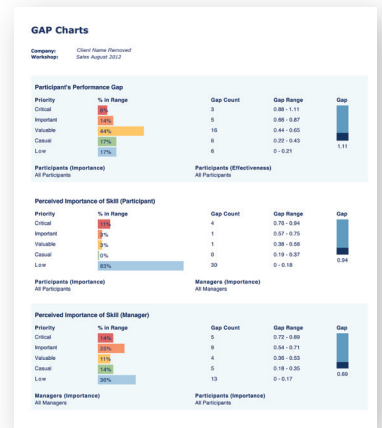 GAP Charts
Company: Client Name Removed
Workshop: Sales August 2012
Participant's Performance Gap
Priority % in Range Gap Count Gap Range Gap
Critical 8% 3 0.88 - 1.11
Important 14% 5 0.66 - 0.87
Valuable 44% 16 0.44 - 0.65
Casual 17% 6 0.22 - 0.43
Low 17% 6 0 - 0.21
1.11
Participants (Importance) Participants (Effectiveness)
All Participants All Participants
Perceived Importance of Skill (Participant)
Priority % in Range Gap Count Gap Range Gap
Critical 11% 4 0.76 - 0.94
Important 3% 1 0.57 - 0.75
Valuable 3% 1 0.38 - 0.56
Casual 0% 0 0.19 - 0.37
Low 83% 30 0 - 0.18
0.94
Participants (Importance) Managers (Importance)
All Participants All Managers
Perceived Importance of Skill (Manager)
Priority % in Range Gap Count Gap Range Gap
Critical 14% 5 0.72 - 0.89
Important 25% 9 0.54 - 0.71
Valuable 11% 4 0.36 - 0.53
Casual 14% 5 0.18 - 0.35
Low 36% 13 0 - 0.17
Managers (Importance) Participants (Importance)
All Managers All Participants